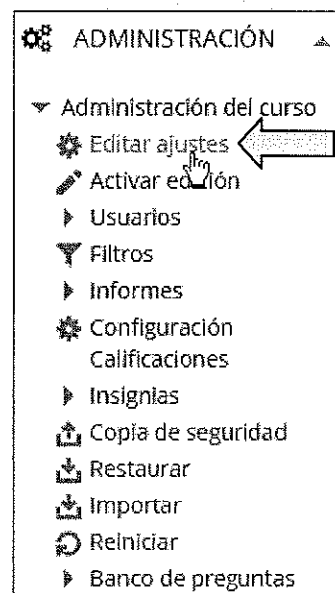 ADMINISTRACIÓN
Administración del curso
Editar ajustes
Activar edición
Usuarios
Filtros
Informes
Configuración
Calificaciones
Insignias
Copia de seguridad
Restaurar
Importar
Reiniciar
Banco de preguntas